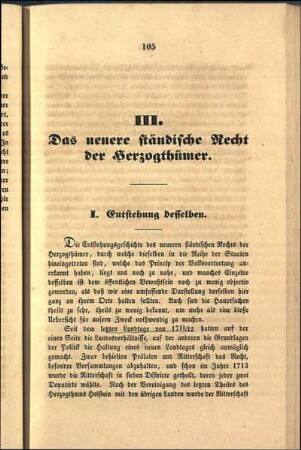 105
III.
Das neuere ständische Recht
der Herzogthümer.
I. Entstehung desselben.
Die Entstehungsgeschichte des neueren ständischen Rechts der
Herzogthümer, durch welche dieselben in die Reihe der Staaten
hineingetreten sind, welche das Princip der Volksvertretung an-
erkannt haben, liegt uns noch zu nahe, und manches Einzelne
desselben ist dem öffentlichen Bewußtsein noch zu wenig objectiv
geworden, als daß wir eine umfassende Darstellung derselben hier
ganz an ihrem Orte halten sollten. Auch sind die Hauptsachen
theils zu sehr, theils zu wenig bekannt, um mehr als eine bloße
Uebersicht für unsern Zweck nothwendig zu machen.
Seit dem letzten Landtage von 1711/12 hatten auf der
einen Seite die Landesverhältnisse, auf der anderen die Grundlagen
der Politik die Haltung eines neuen Landtages gleich unmöglich
gemacht. Zwar behielten Prälaten und Ritterschaft das Recht,
besondre Versammlungen abzuhalten, und schon im Jahre 1713
wurde die Ritterschaft in sieben Districte getheilt, deren jeder zwei
Deputirte wählte. Nach der Vereinigung des letzten Theiles des
Herzogthums Holstein mit den übrigen Landen wurde der Ritterschaft